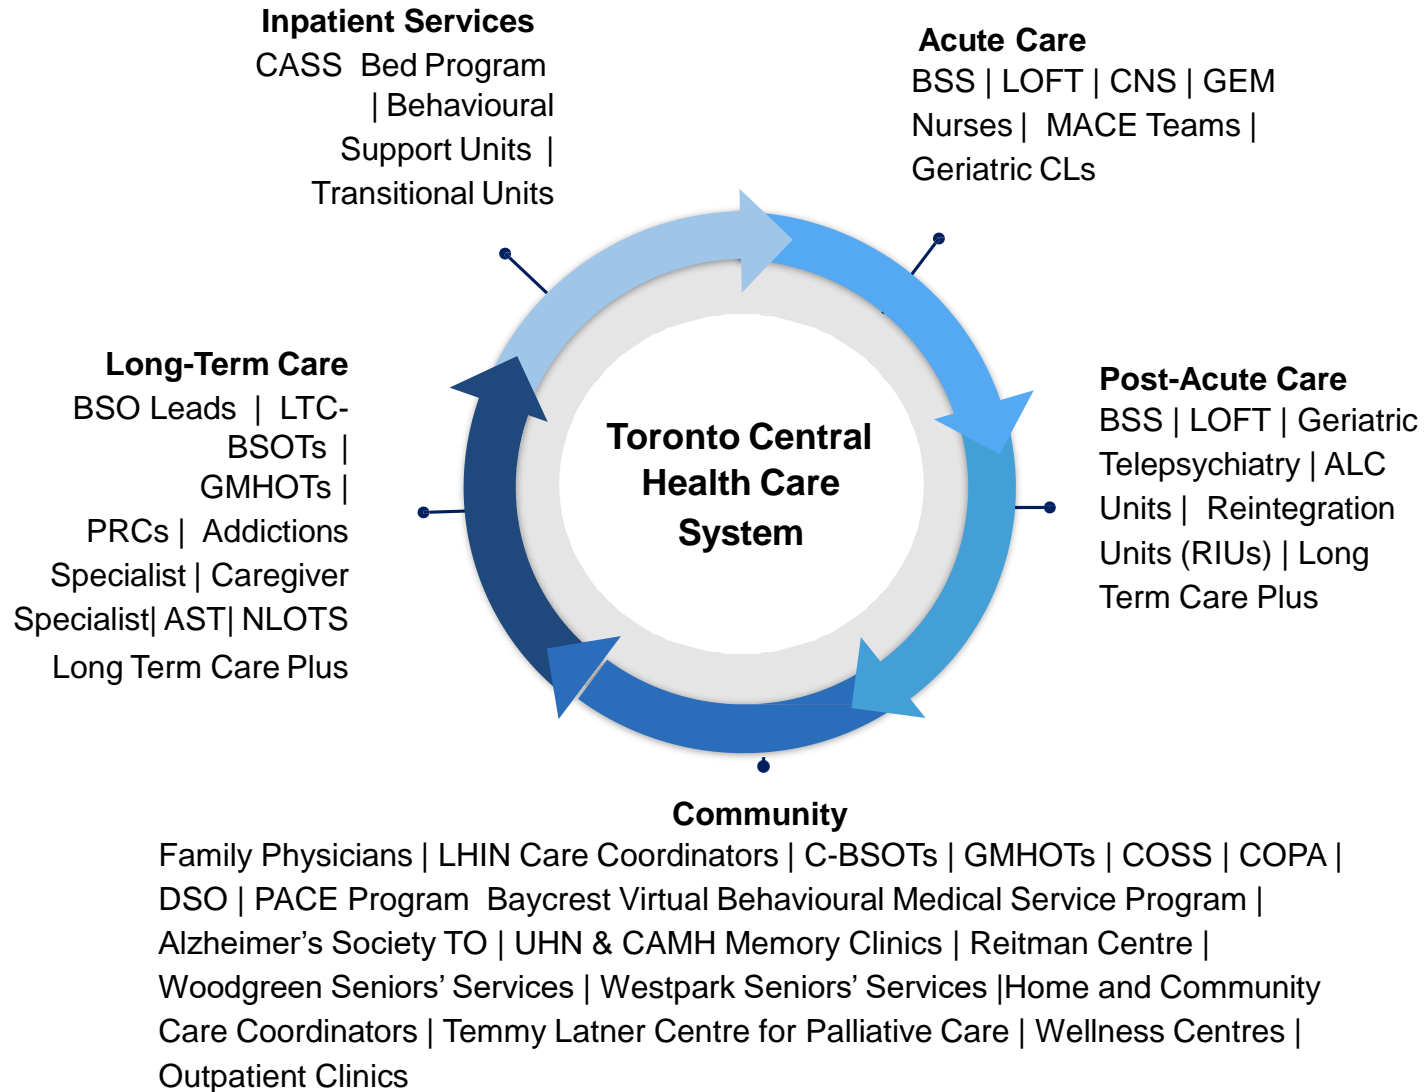 Inpatient Services
CASS Bed Program
| Behavioural
Support Units |
Transitional Units
Acute Care
BSS | LOFT | CNS | GEM
Nurses | MACE Teams |
Geriatric CLs
Long-Term Care
BSO Leads | LTC-
BSOTs |
GMHOTs |
PRCs | Addictions
Specialist | Caregiver
Specialist| AST| NLOTS
Long Term Care Plus
Toronto Central
Health Care
System
Post-Acute Care
BSS | LOFT | Geriatric
Telepsychiatry | ALC
Units | Reintegration
Units (RIUs) | Long
Term Care Plus
Community
Family Physicians | LHIN Care Coordinators | C-BSOTs | GMHOTs | COSS | COPA |
DSO | PACE Program Baycrest Virtual Behavioural Medical Service Program |
Alzheimer’s Society TO | UHN & CAMH Memory Clinics | Reitman Centre |
Woodgreen Seniors’ Services | Westpark Seniors’ Services |Home and Community
Care Coordinators | Temmy Latner Centre for Palliative Care | Wellness Centres |
Outpatient Clinics